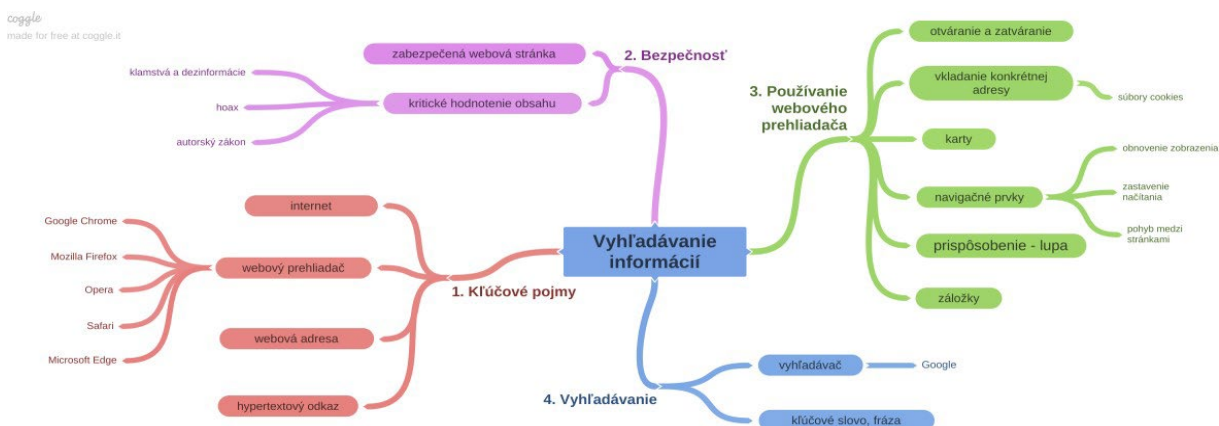 coggle
made for free at coggle.it
zabezpečená webová stránka
2. Bezpečnosť
klamstvá a dezinformácie
kritické hodnotenie obsahu
hoax
autorský zákon
otváranie a zatváranie
3. Používanie
webového
prehliadača
vkladanie konkrétnej
adresy
súbory cookies
karty
obnovenie zobrazenia
navigačné prvky
zastavenie
načítania
pohyb medzi
stránkami
prispôsobenie - lupa
záložky
Vyhľadávanie
informácií
internet
Google Chrome
Mozilla Firefox
webový prehliadač
Opera
Safari
Microsoft Edge
1. Kľúčové pojmy
webová adresa
hypertextový odkaz
4. Vyhľadávanie
vyhľadávač
Google
kľúčové slovo, fráza